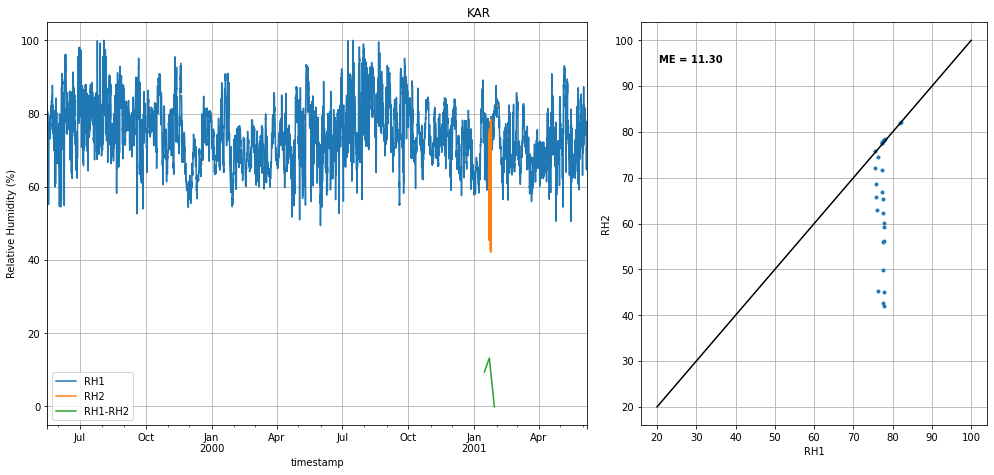 KAR
100
80
60
40
20
0
Relative Humidity (%)
RH1
RH2
RH1-RH2
Jul
Oct
Jan
2000
Apr
Jul
Oct
Jan
2001
Apr
timestamp
ME = 11.30
100
90
80
70
60
50
40
30
20
RH2
20 30 40 50 60 70 80 90 100
RH1